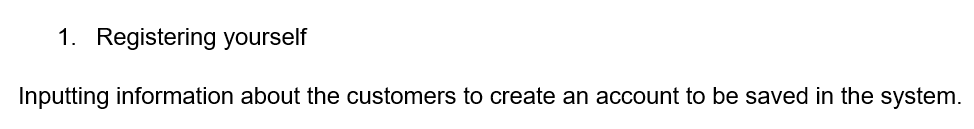 1. Registering yourself
Inputting information about the customers to create an account to be saved in the system.